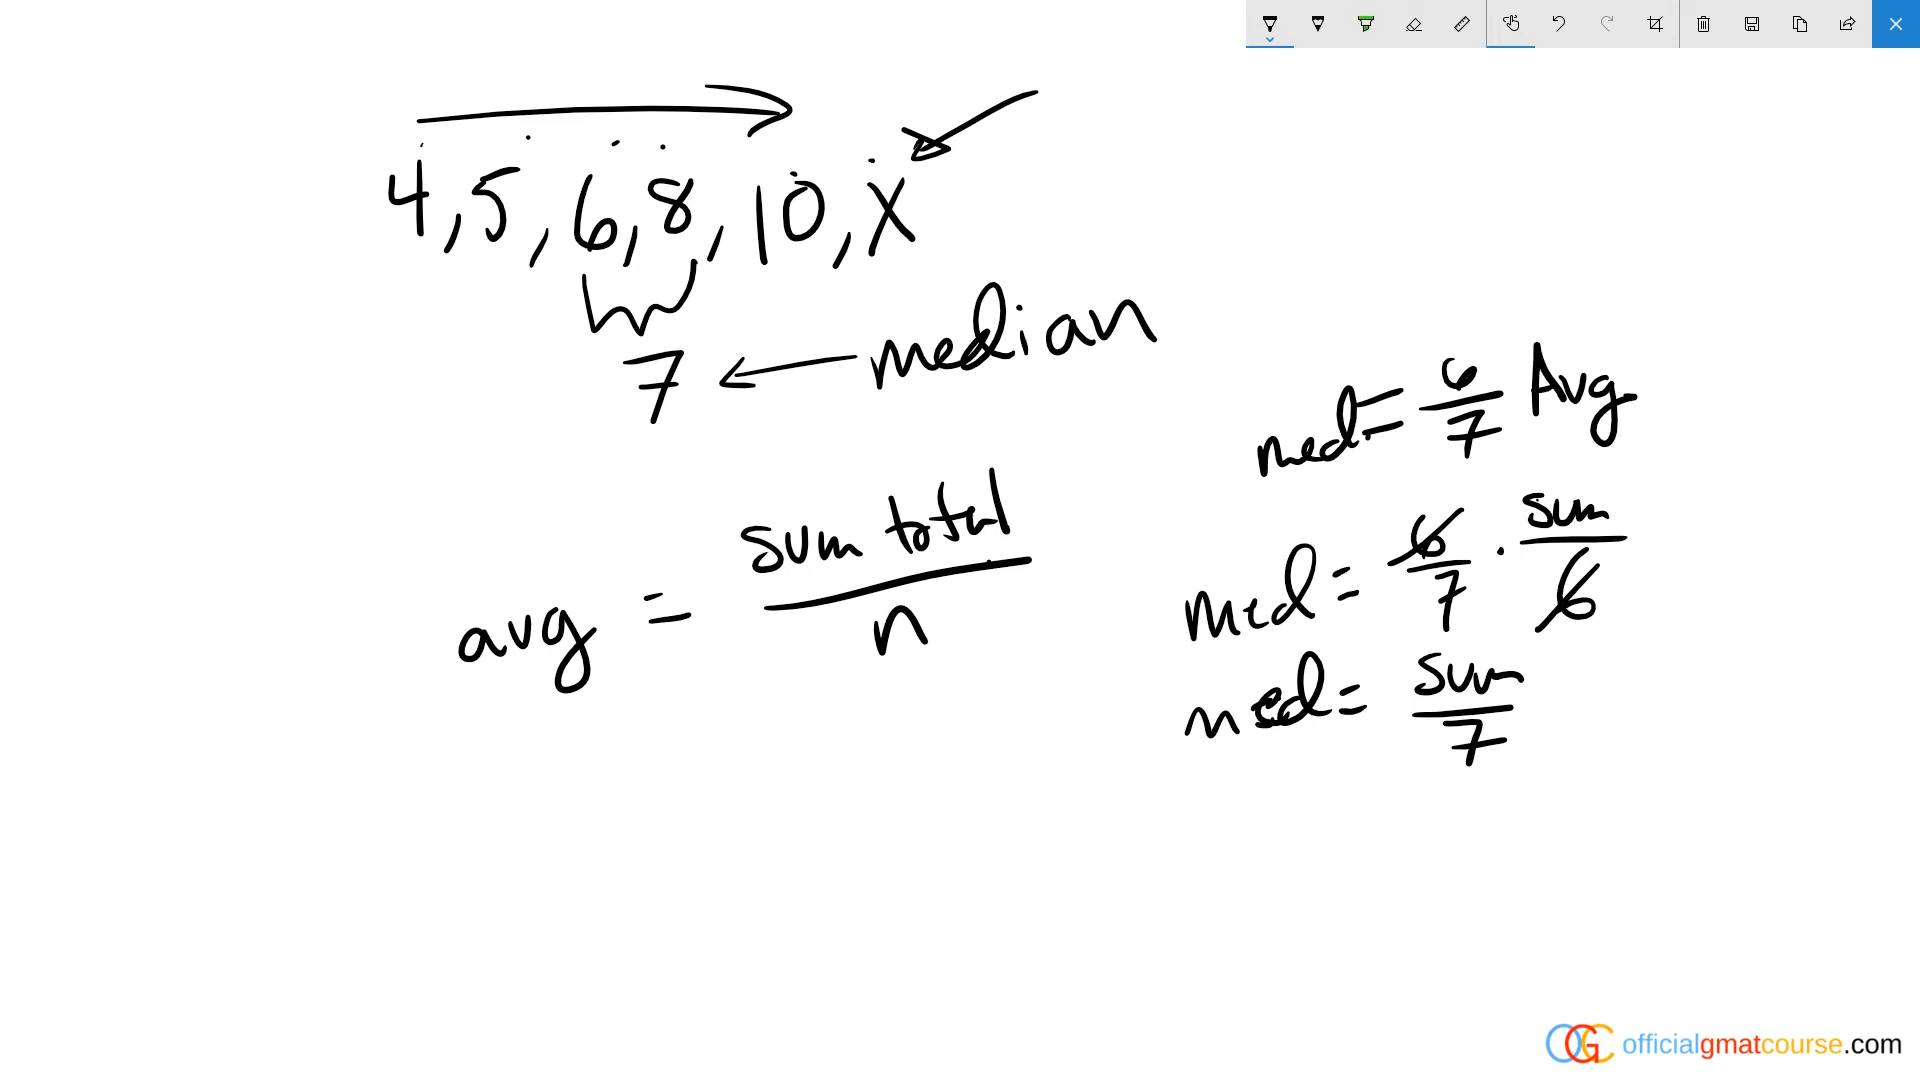 4, 5, 6, 8, 10, x
7 ← median
avg = sum total / n
med = 6/7 Avg.
med = 6/7 · sum/6
med = sum/7
officialgmatcourse.com